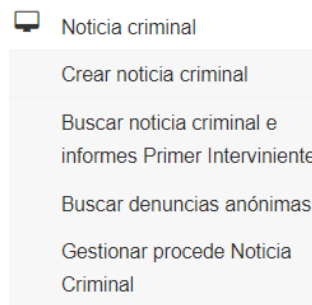 Noticia criminal
Crear noticia criminal
Buscar noticia criminal e
informes Primer Interviniente
Buscar denuncias anónimas
Gestionar procede Noticia
Criminal